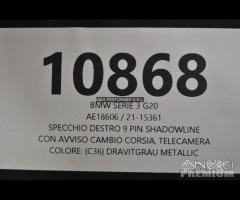 10868
BMW SERIE 3 G20
AE18606 / 21-15361
SPECCHIO DESTRO 9 PIN SHADOWLINE
CON AVVISO CAMBIO CORSIA, TELECAMERA
COLORE: (C36) DRAVITGRAU METALLIC
ANNUNCI
PREMIUM